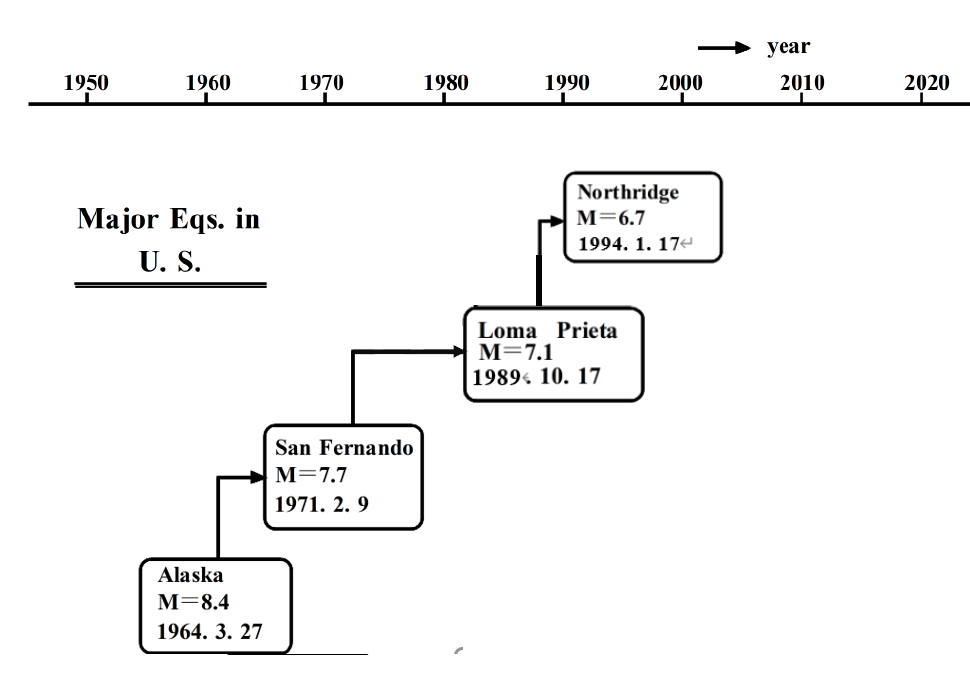 year
1950 1960 1970 1980 1990 2000 2010 2020
Major Eqs. in
U. S.
Northridge
M=6.7
1994. 1. 17↵
Loma Prieta
M=7.1
1989. 10. 17
San Fernando
M=7.7
1971. 2. 9
Alaska
M=8.4
1964. 3. 27